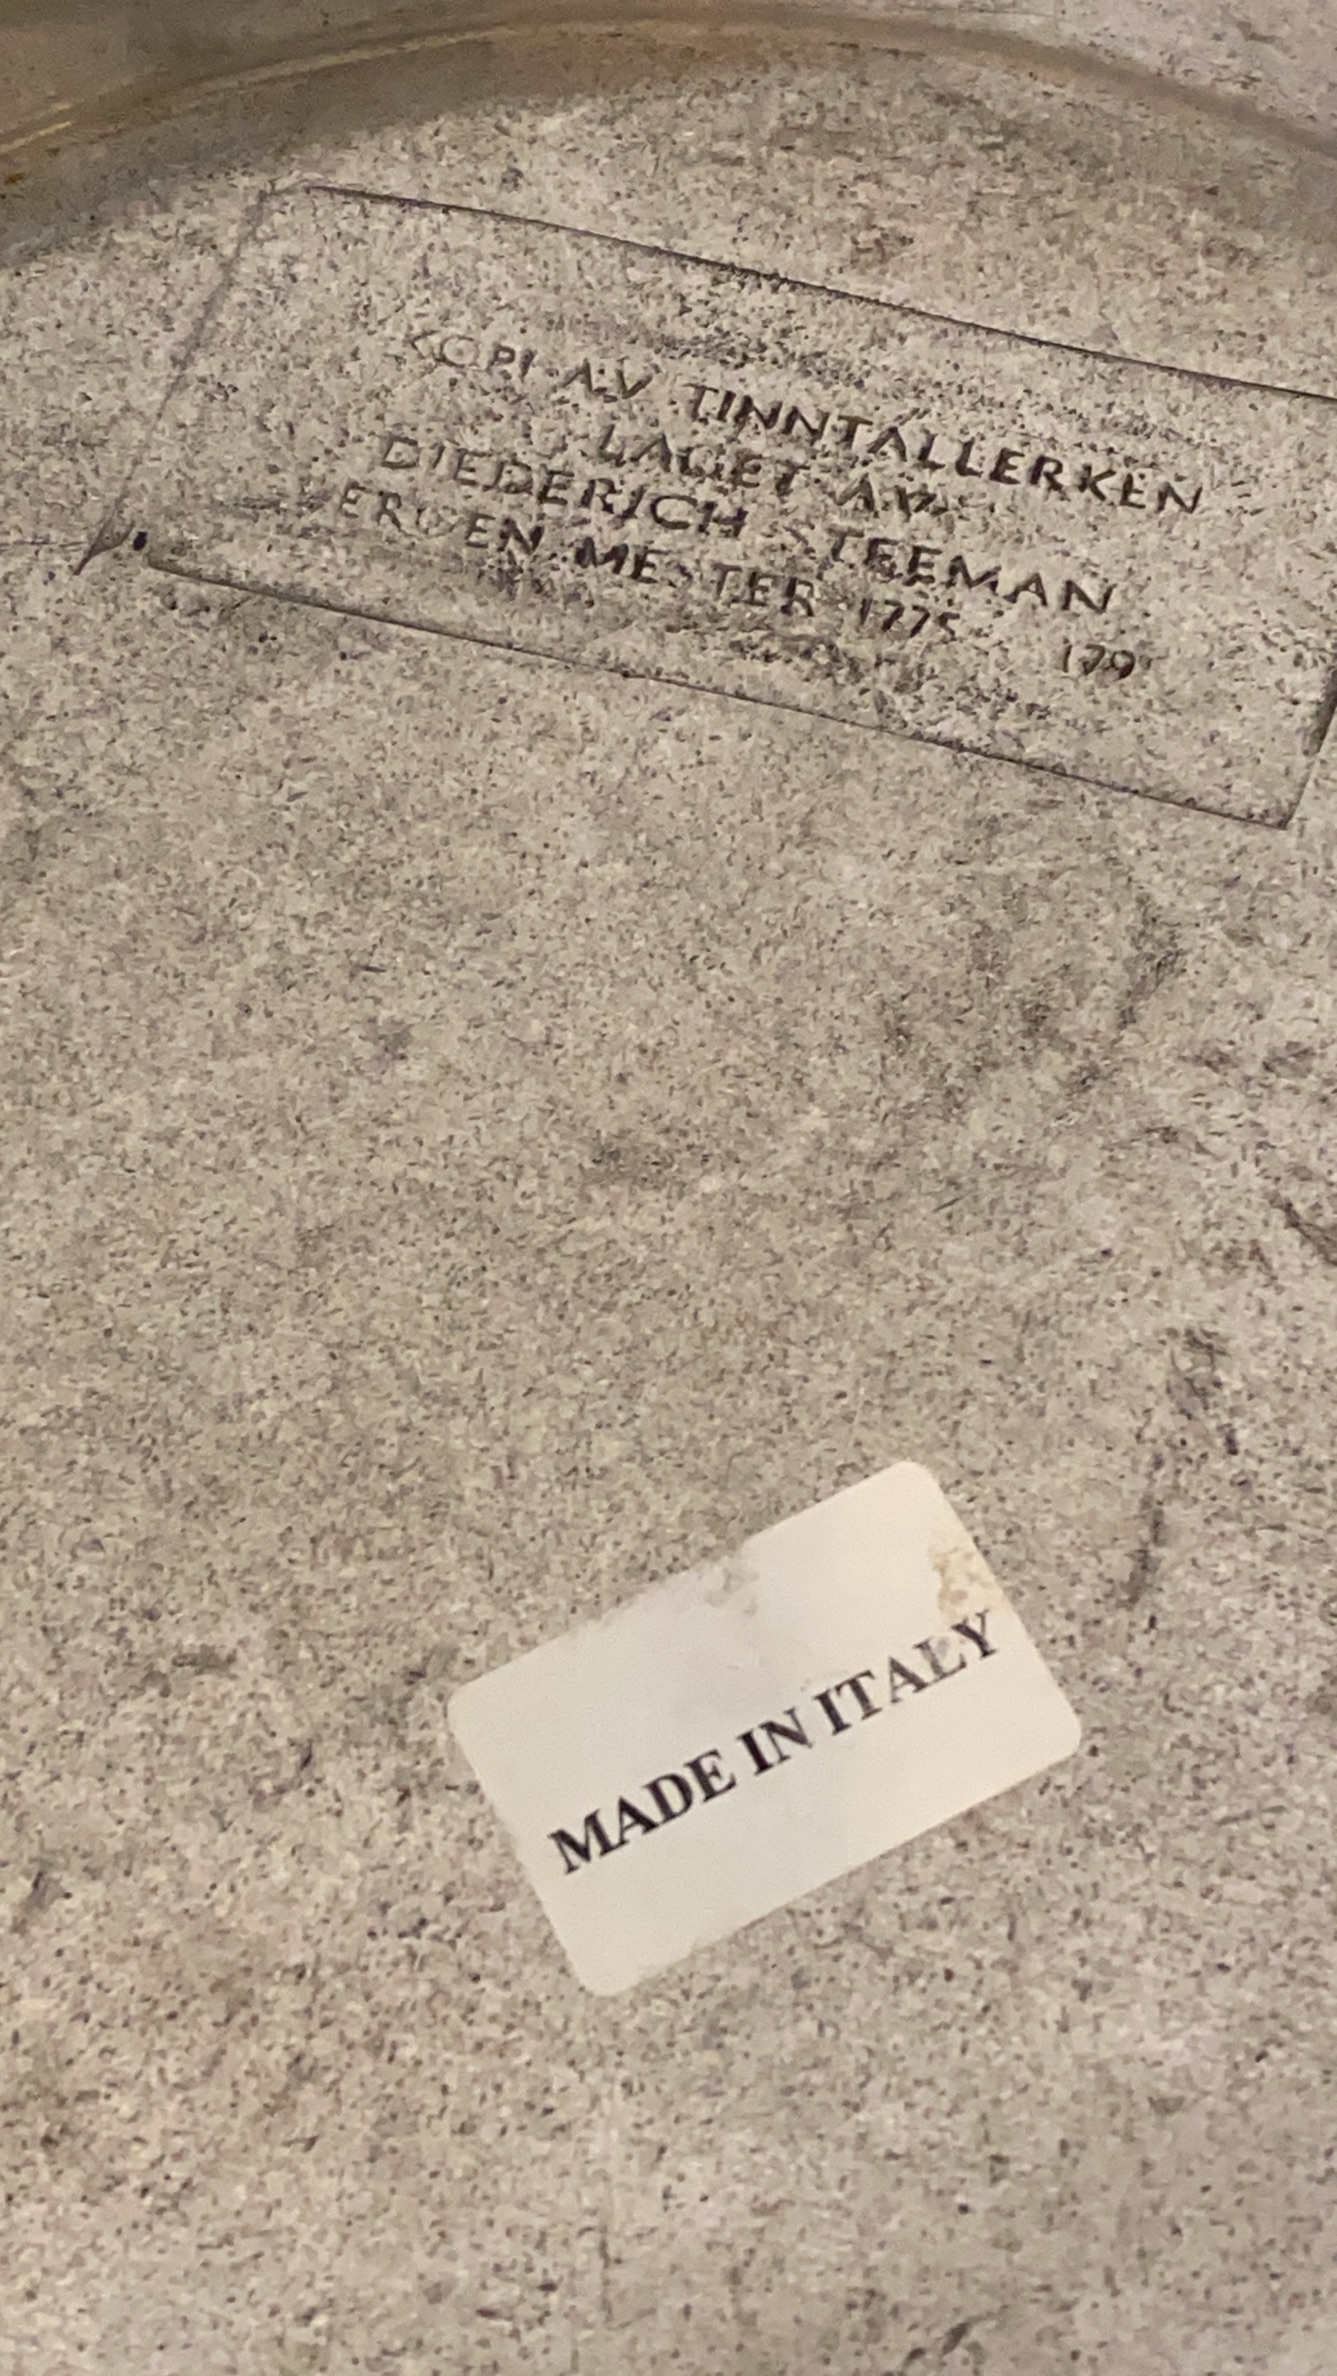 KOPI AV TINNTALLERKEN
LAGET AV
DIEDERICH STEEMAN
BERGEN MESTER 1775
MADE IN ITALY